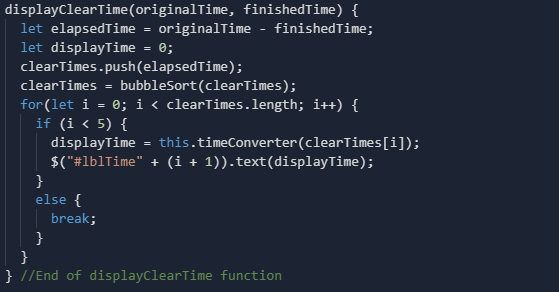 displayClearTime(originalTime, finishedTime) {
  let elapsedTime = originalTime - finishedTime;
  let displayTime = 0;
  clearTimes.push(elapsedTime);
  clearTimes = bubbleSort(clearTimes);
  for(let i = 0; i < clearTimes.length; i++) {
    if (i < 5) {
      displayTime = this.timeConverter(clearTimes[i]);
      $("#lblTime" + (i + 1)).text(displayTime);
    }
    else {
      break;
    }
  }
} //End of displayClearTime function